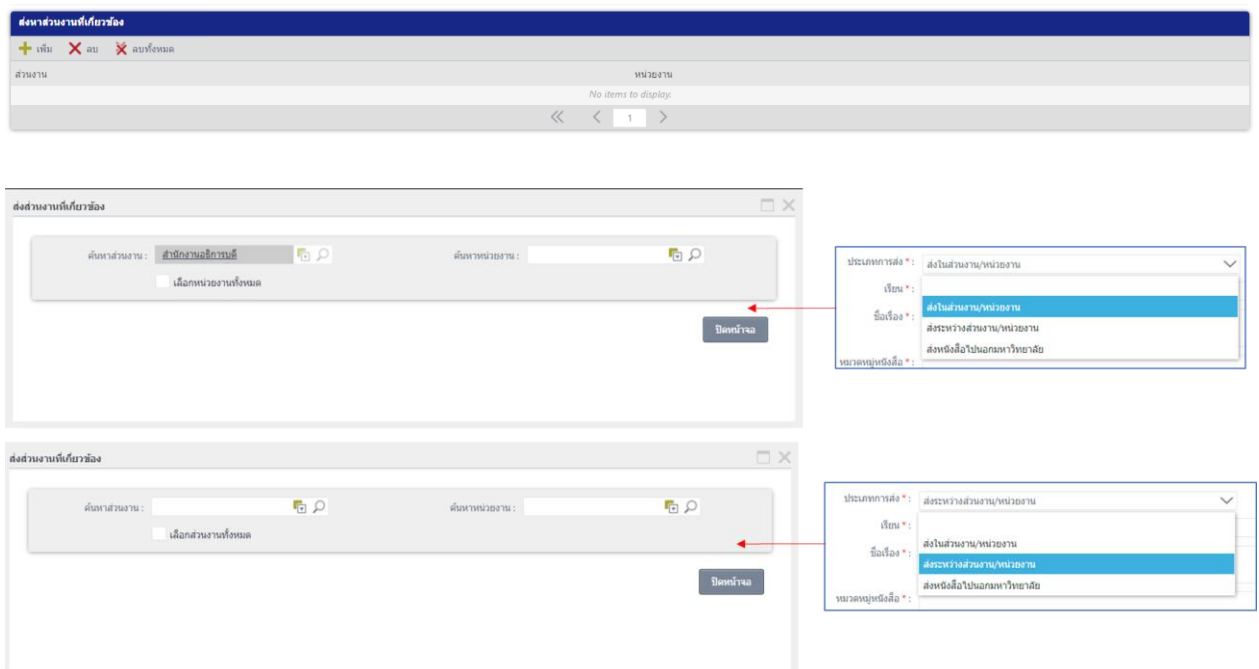 ส่งหาส่วนงานที่เกี่ยวข้อง
เพิ่ม ลบ ลบทั้งหมด
ส่วนงาน หน่วยงาน
No items to display.
1
ส่งส่วนงานที่เกี่ยวข้อง
ค้นหาส่วนงาน : สำนักงานอธิการบดี ค้นหาหน่วยงาน :
เลือกหน่วยงานทั้งหมด
ปิดหน้าจอ
ประเภทการส่ง * : ส่งในส่วนงาน/หน่วยงาน
เรียน * :
ส่งในส่วนงาน/หน่วยงาน
ชื่อเรื่อง * :
ส่งระหว่างส่วนงาน/หน่วยงาน
ส่งหนังสือไปนอกมหาวิทยาลัย
หมวดหมู่หนังสือ * :
ส่งส่วนงานที่เกี่ยวข้อง
ค้นหาส่วนงาน : ค้นหาหน่วยงาน :
เลือกส่วนงานทั้งหมด
ปิดหน้าจอ
ประเภทการส่ง * : ส่งระหว่างส่วนงาน/หน่วยงาน
เรียน * :
ส่งในส่วนงาน/หน่วยงาน
ชื่อเรื่อง * :
ส่งระหว่างส่วนงาน/หน่วยงาน
ส่งหนังสือไปนอกมหาวิทยาลัย
หมวดหมู่หนังสือ * :